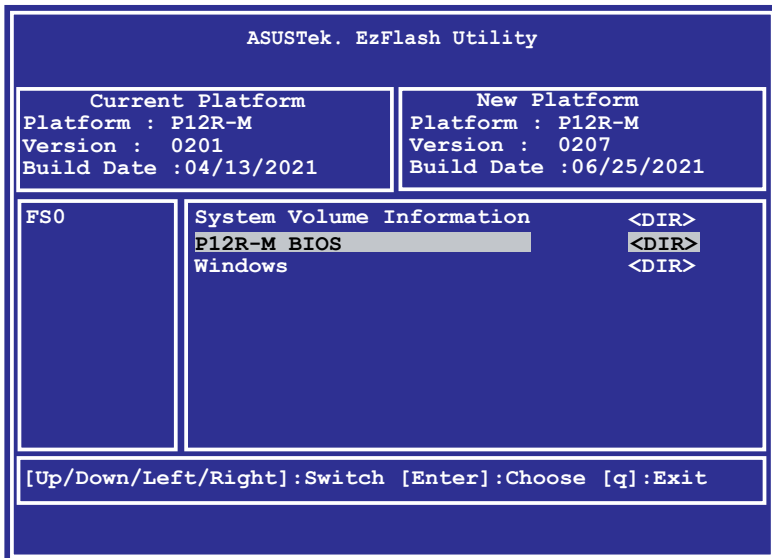 ASUSTek. EzFlash Utility
Current Platform
Platform : P12R-M
Version : 0201
Build Date :04/13/2021
New Platform
Platform : P12R-M
Version : 0207
Build Date :06/25/2021
FS0
System Volume Information <DIR>
P12R-M BIOS <DIR>
Windows <DIR>
[Up/Down/Left/Right]:Switch [Enter]:Choose [q]:Exit